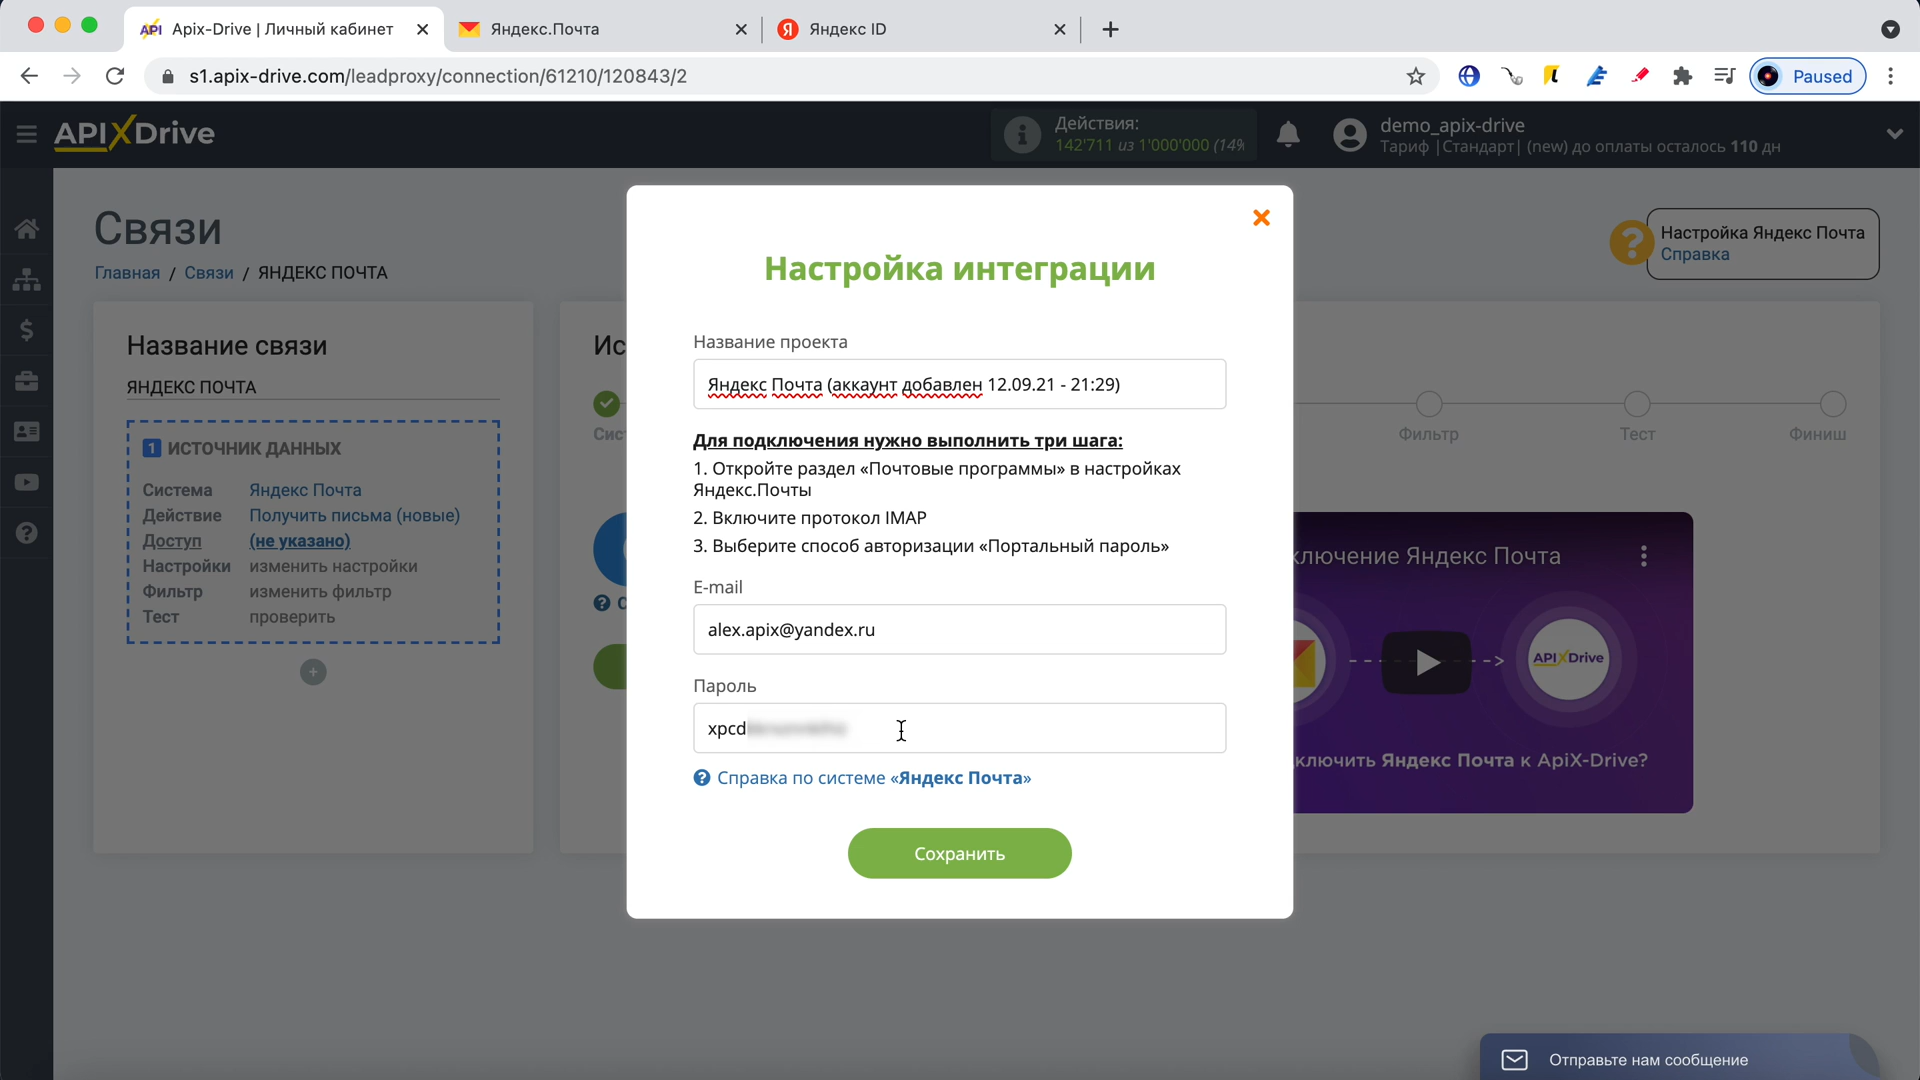 Apix-Drive | Личный кабинет
Яндекс.Почта
Яндекс ID
s1.apix-drive.com/leadproxy/connection/61210/120843/2
Paused
APIXDrive
Действия:
142'711 из 1'000'000 (14%
demo_apix-drive
Тариф |Стандарт| (new) до оплаты осталось 110 дн
Связи
Главная / Связи / ЯНДЕКС ПОЧТА
Настройка Яндекс Почта
Справка
Название связи
ЯНДЕКС ПОЧТА
1 ИСТОЧНИК ДАННЫХ
Система Яндекс Почта
Действие Получить письма (новые)
Доступ (не указано)
Настройки изменить настройки
Фильтр изменить фильтр
Тест проверить
Настройка интеграции
Название проекта
Яндекс Почта (аккаунт добавлен 12.09.21 - 21:29)
Для подключения нужно выполнить три шага:
1. Откройте раздел «Почтовые программы» в настройках
Яндекс.Почты
2. Включите протокол IMAP
3. Выберите способ авторизации «Портальный пароль»
E-mail
alex.apix@yandex.ru
Пароль
xpcd
Справка по системе «Яндекс Почта»
Сохранить
Фильтр
Тест
Финиш
ключение Яндекс Почта
APIXDrive
ключить Яндекс Почта к ApiX-Drive?
Отправьте нам сообщение